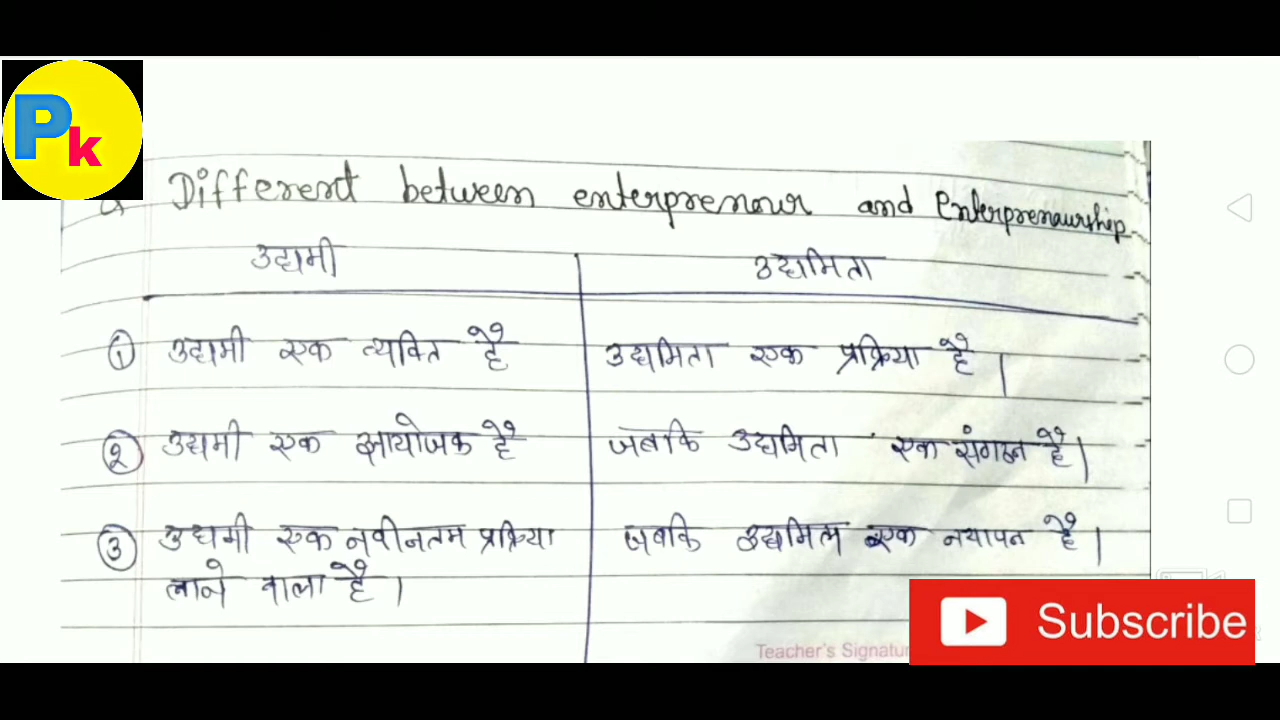 Pk
Different between enterprenour and Enterprenaurship
उद्यमी उद्यमिता
① उद्यमी एक व्यक्ति है उद्यमिता एक प्रक्रिया है।
② उद्यमी एक आयोजक है जबकि उद्यमिता एक संगठन है।
③ उद्यमी एक नवीनतम प्रक्रिया जबकि उद्यमिता एक नयापन है।
लाने वाला है।
Teacher's Signatur
Subscribe